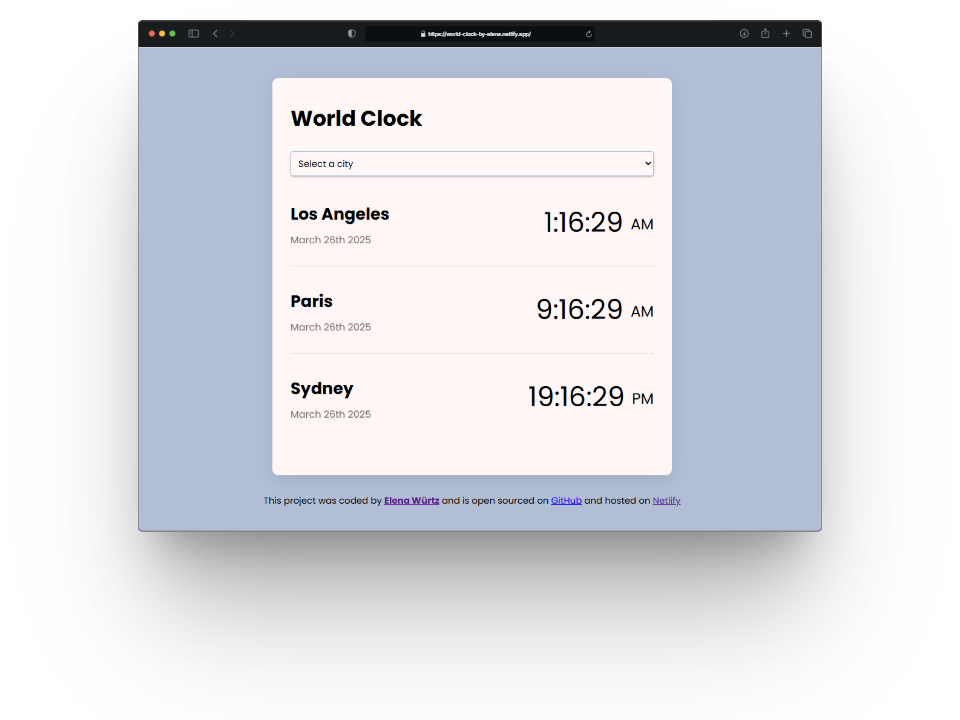 https://world-clock-by-elena.netlify.app/
World Clock
Select a city
Los Angeles
1:16:29 AM
March 26th 2025
Paris
9:16:29 AM
March 26th 2025
Sydney
19:16:29 PM
March 26th 2025
This project was coded by Elena Würtz and is open sourced on GitHub and hosted on Netlify